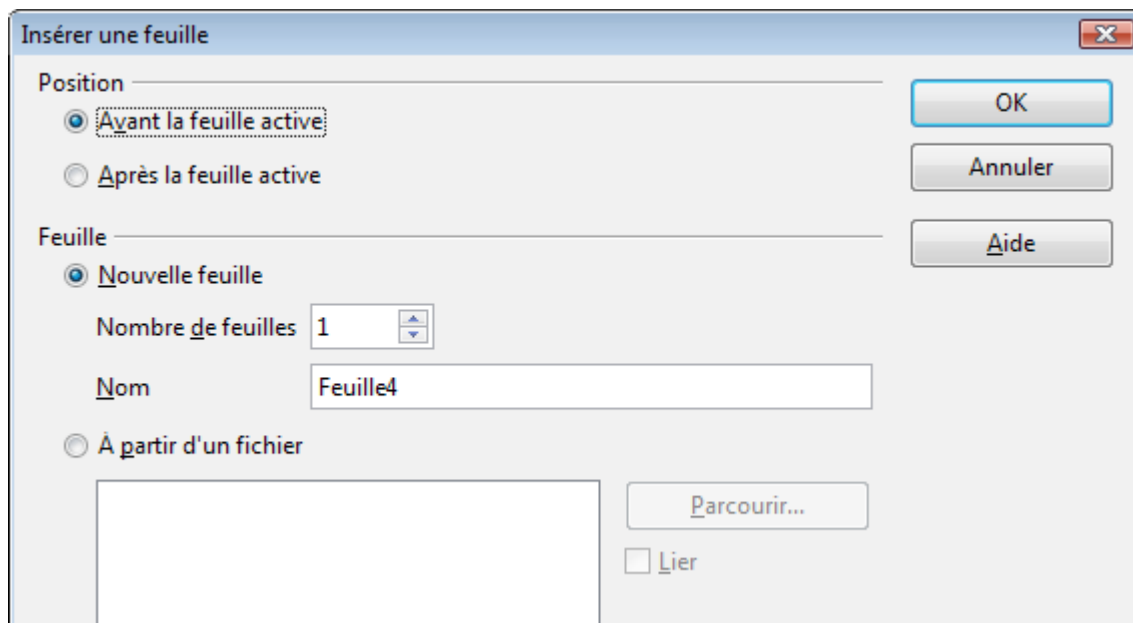 Insérer une feuille
Position
Avant la feuille active
Après la feuille active
OK
Annuler
Aide
Feuille
Nouvelle feuille
Nombre de feuilles 1
Nom Feuille4
À partir d'un fichier
Parcourir...
Lier